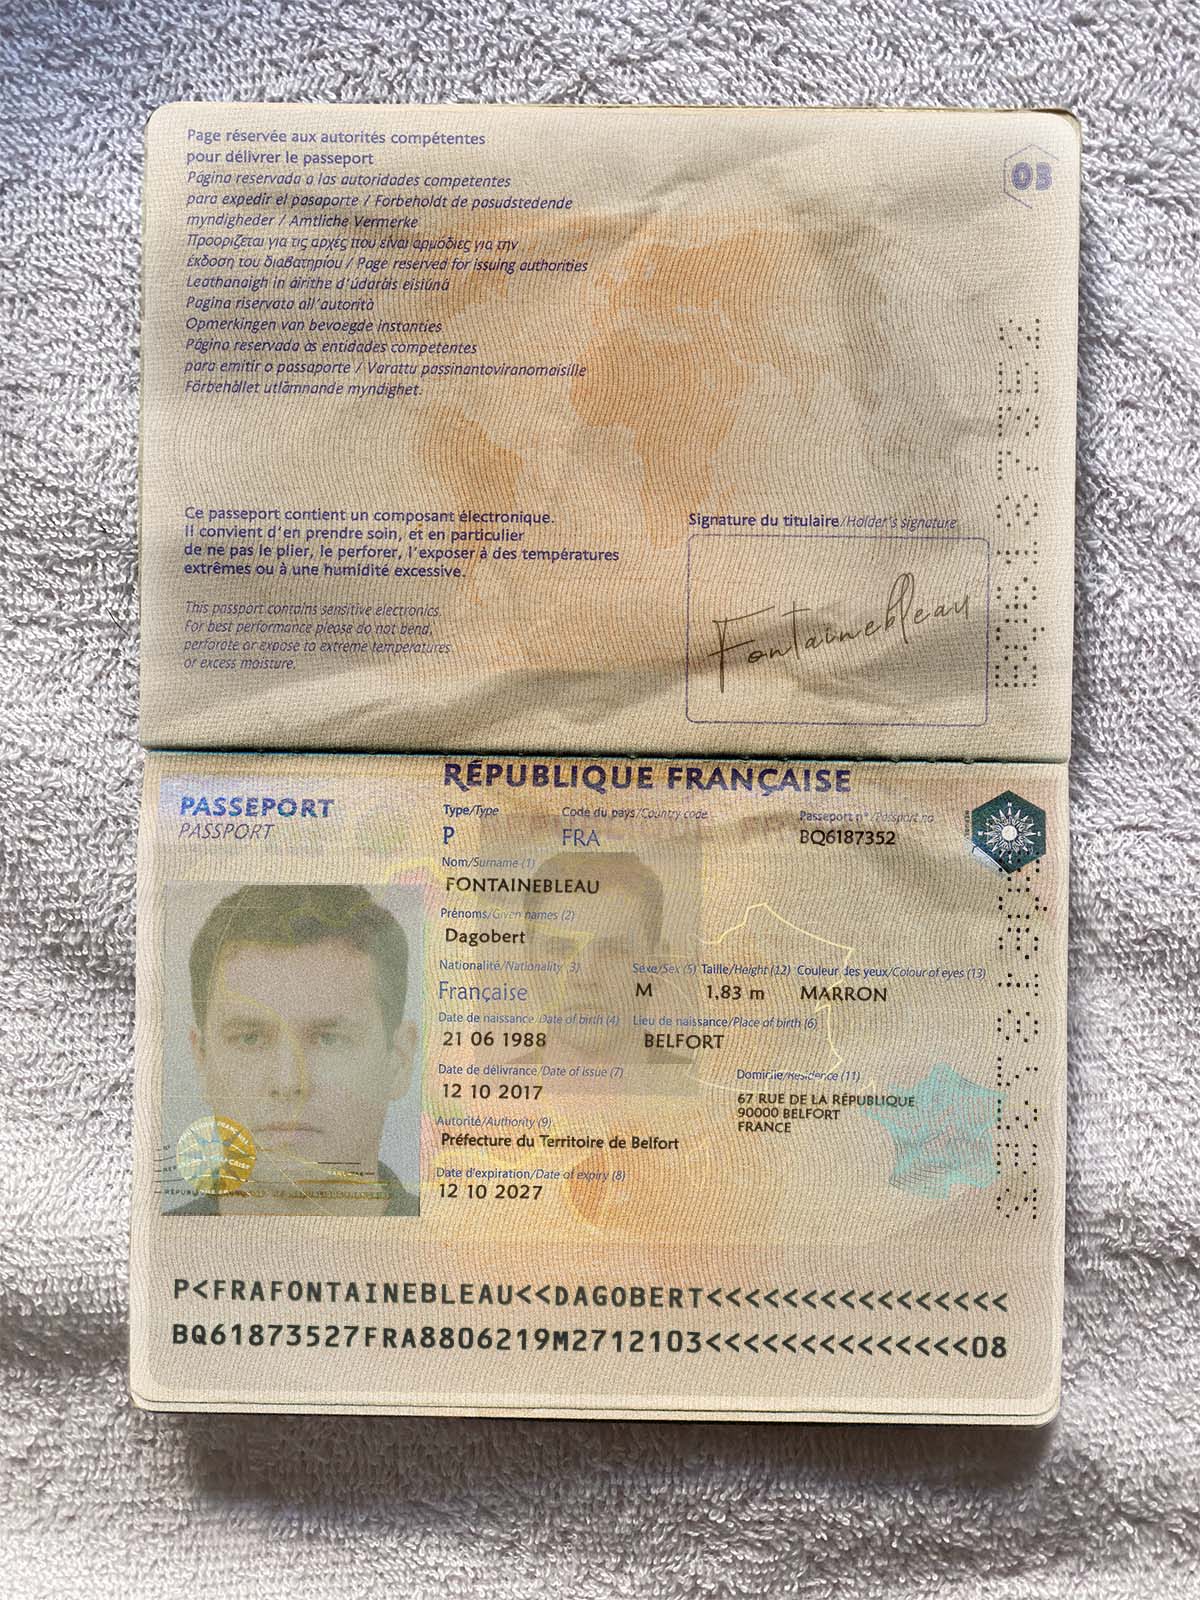 Page réservée aux autorités compétentes
pour délivrer le passeport
Pagina reservada a las autoridades competentes
para expedir el pasaporte / Forbeholdt de pasudstedende
myndigheder / Amtliche Vermerke
Προορίζεται για τις αρχές που είναι αρμόδιες για την
έκδοση του διαβατηρίου / Page reserved for issuing authorities
Leathanaigh in áirithe d'údaráis eisiúná
Pagina riservata all'autorità
Opmerkingen van bevoegde instanties
Página reservada às entidades competentes
para emitir o passaporte / Varattu passinantoviranomaisille
Förbehållet utlämnande myndighet.
03
Ce passeport contient un composant électronique.
Il convient d'en prendre soin, et en particulier
de ne pas le plier, le perforer, l'exposer à des températures
extrêmes ou à une humidité excessive.
This passport contains sensitive electronics.
For best performance please do not bend,
perforate or expose to extreme temperatures
or excess moisture.
Signature du titulaire/Holder's signature
Fontainebleau
RÉPUBLIQUE FRANÇAISE
PASSEPORT
PASSPORT
Type/Type Code du pays/Country code Passeport n°/Passport no
P FRA BQ6187352
Nom/Surname (1)
FONTAINEBLEAU
Prénoms/Given names (2)
Dagobert
Nationalité/Nationality (3) Sexe/Sex (5) Taille/Height (12) Couleur des yeux/Colour of eyes (13)
Française M 1,83 m MARRON
Date de naissance/Date of birth (4) Lieu de naissance/Place of birth (6)
21 06 1988 BELFORT
Date de délivrance/Date of issue (7) Domicile/Residence (11)
12 10 2017 67 RUE DE LA RÉPUBLIQUE
90000 BELFORT
FRANCE
Autorité/Authority (9)
Préfecture du Territoire de Belfort
Date d'expiration/Date of expiry (8)
12 10 2027
P<FRAFONTAINEBLEAU<<DAGOBERT<<<<<<<<<<<<<<<<
BQ61873527FRA8806219M2712103<<<<<<<<<<<<<<08